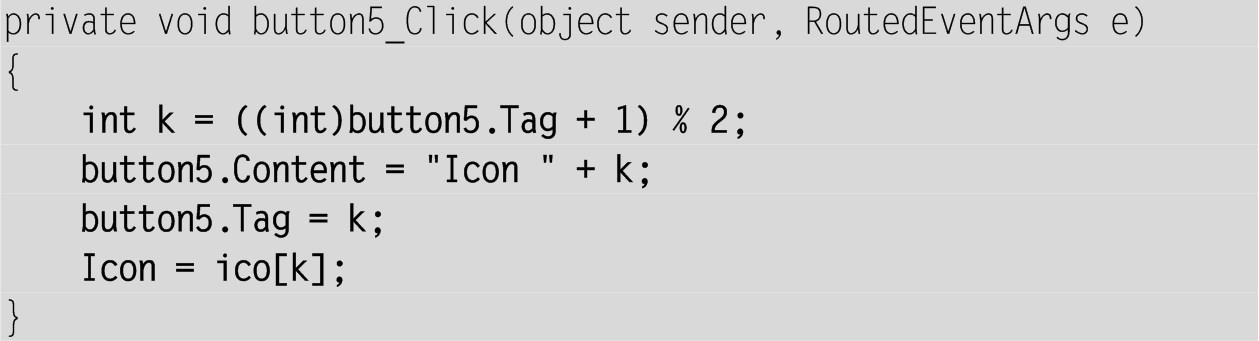 private void button5_Click(object sender, RoutedEventArgs e)
{
    int k = ((int)button5.Tag + 1) % 2;
    button5.Content = "Icon " + k;
    button5.Tag = k;
    Icon = ico[k];
}